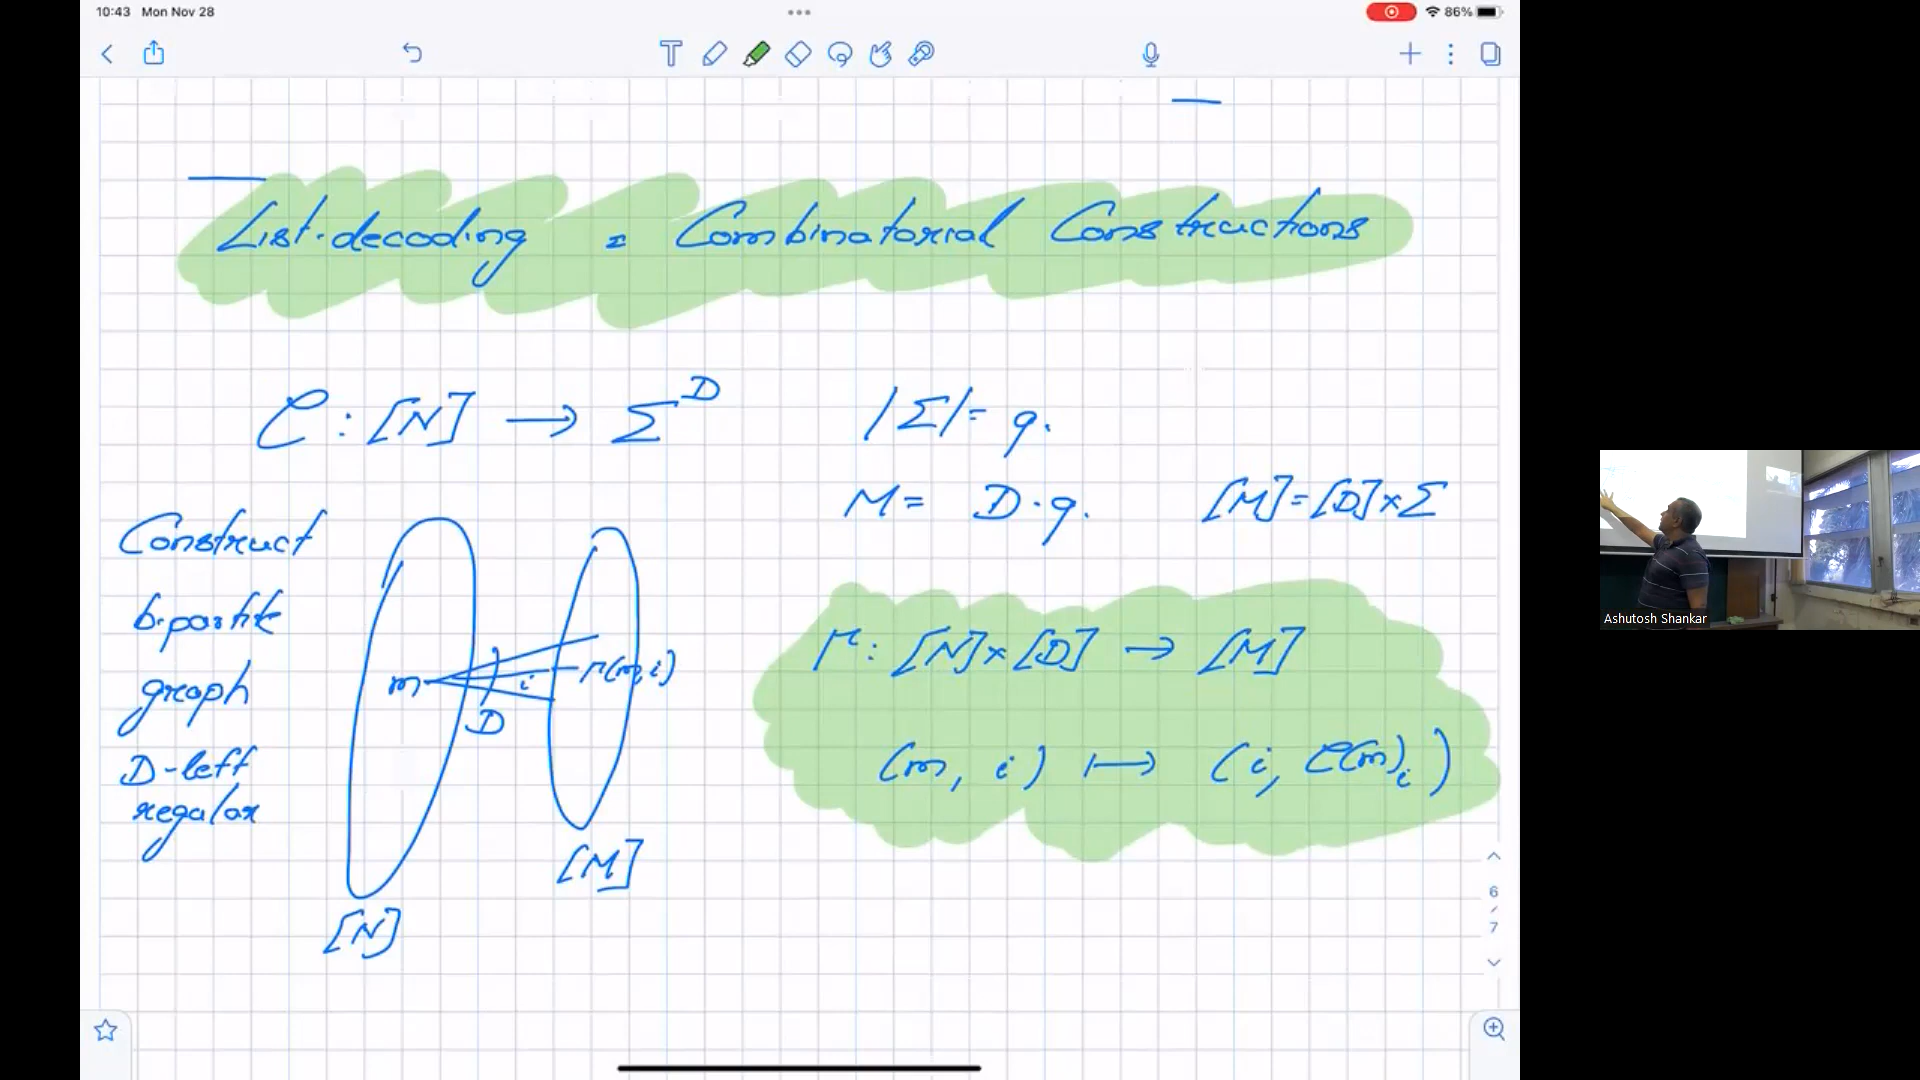 10:43 Mon Nov 28
86%
List-decoding = Combinatorial Constructions
C : [N] → Σ^D |Σ| = q.
M = D·q. [M] = [D] × Σ
Construct
bipartite
graph
D-left
regular
m i Γ(m,i)
D
[N]
[M]
Γ : [N] × [D] → [M]
(m, i) ↦ (i, C(m)_i)
6
7
Ashutosh Shankar